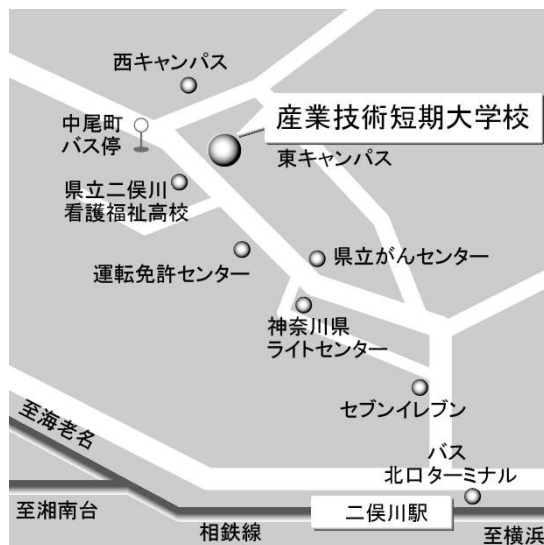 西キャンパス
中尾町
バス停
産業技術短期大学校
東キャンパス
県立二俣川
看護福祉高校
運転免許センター
県立がんセンター
神奈川県
ライトセンター
セブンイレブン
至海老名
バス
北口ターミナル
至湘南台
相鉄線
二俣川駅
至横浜